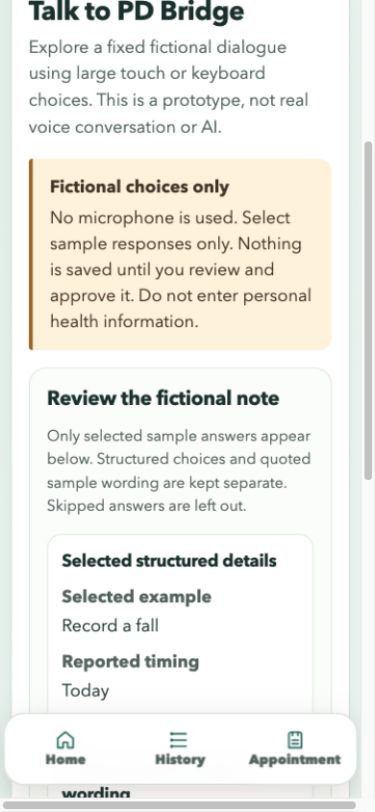 Talk to PD Bridge
Explore a fixed fictional dialogue
using large touch or keyboard
choices. This is a prototype, not real
voice conversation or AI.
Fictional choices only
No microphone is used. Select
sample responses only. Nothing
is saved until you review and
approve it. Do not enter personal
health information.
Review the fictional note
Only selected sample answers appear
below. Structured choices and quoted
sample wording are kept separate.
Skipped answers are left out.
Selected structured details
Selected example
Record a fall
Reported timing
Today
Home
History
Appointment
wording